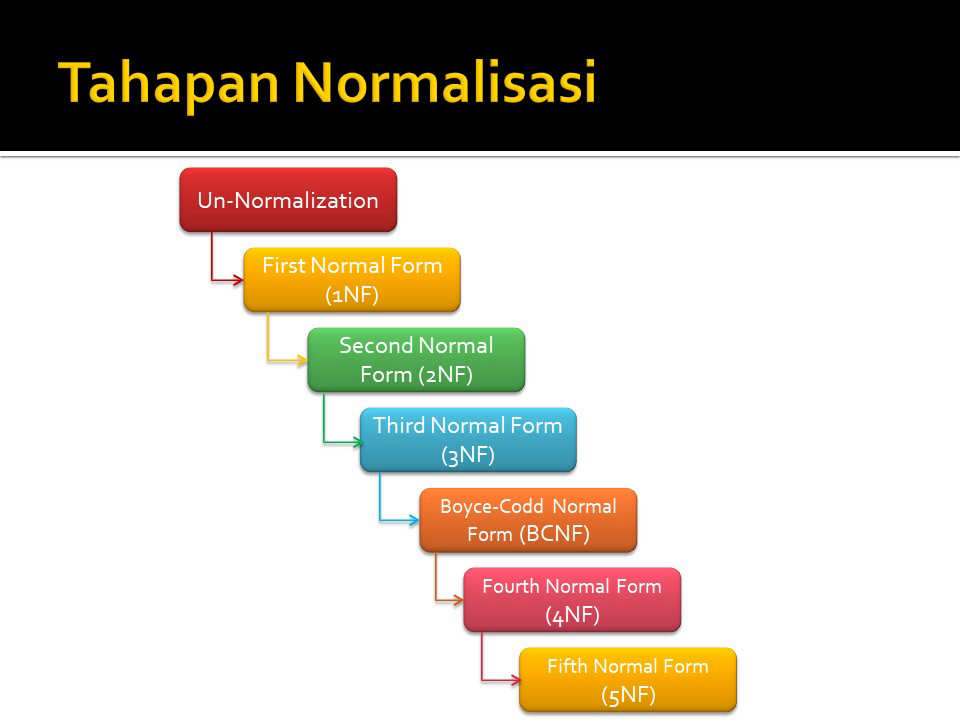 Tahapan Normalisasi
Un-Normalization
First Normal Form
(1NF)
Second Normal
Form (2NF)
Third Normal Form
(3NF)
Boyce-Codd Normal
Form (BCNF)
Fourth Normal Form
(4NF)
Fifth Normal Form
(5NF)